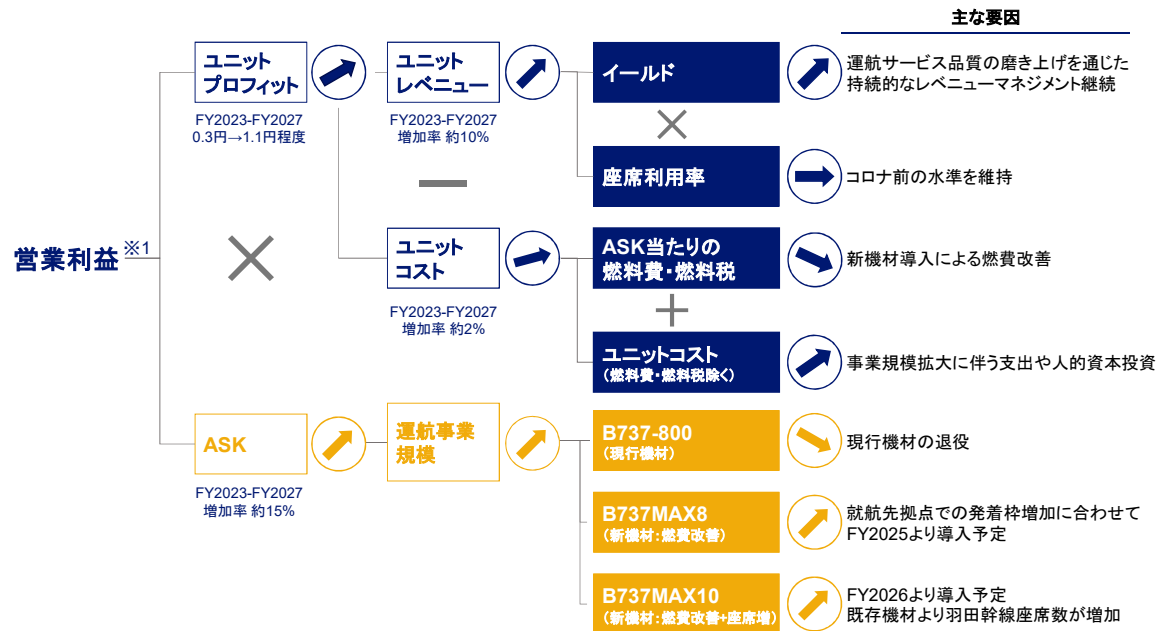 主な要因
ユニット
プロフィット
FY2023-FY2027
0.3円→1.1円程度
ユニット
レベニュー
FY2023-FY2027
増加率 約10%
イールド
運航サービス品質の磨き上げを通じた
持続的なレベニューマネジメント継続
×
座席利用率
コロナ前の水準を維持
営業利益※1
×
ー
ユニット
コスト
FY2023-FY2027
増加率 約2%
ASK当たりの
燃料費・燃料税
新機材導入による燃費改善
+
ユニットコスト
(燃料費・燃料税除く)
事業規模拡大に伴う支出や人的資本投資
ASK
FY2023-FY2027
増加率 約15%
運航事業
規模
B737-800
(現行機材)
現行機材の退役
B737MAX8
(新機材:燃費改善)
就航先拠点での発着枠増加に合わせて
FY2025より導入予定
B737MAX10
(新機材:燃費改善+座席増)
FY2026より導入予定
既存機材より羽田幹線座席数が増加